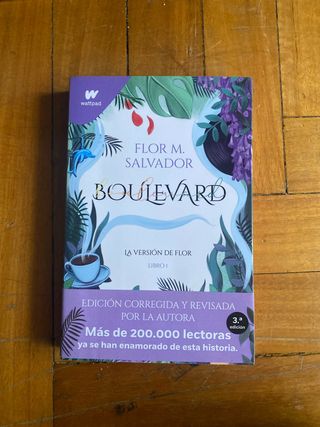 w
wattpad
FLOR M.
SALVADOR
BOULEVARD
LA VERSIÓN DE FLOR
LIBRO 1
EDICIÓN CORREGIDA Y REVISADA
POR LA AUTORA
Más de 200.000 lectoras
ya se han enamorado de esta historia.
3.ª
edición